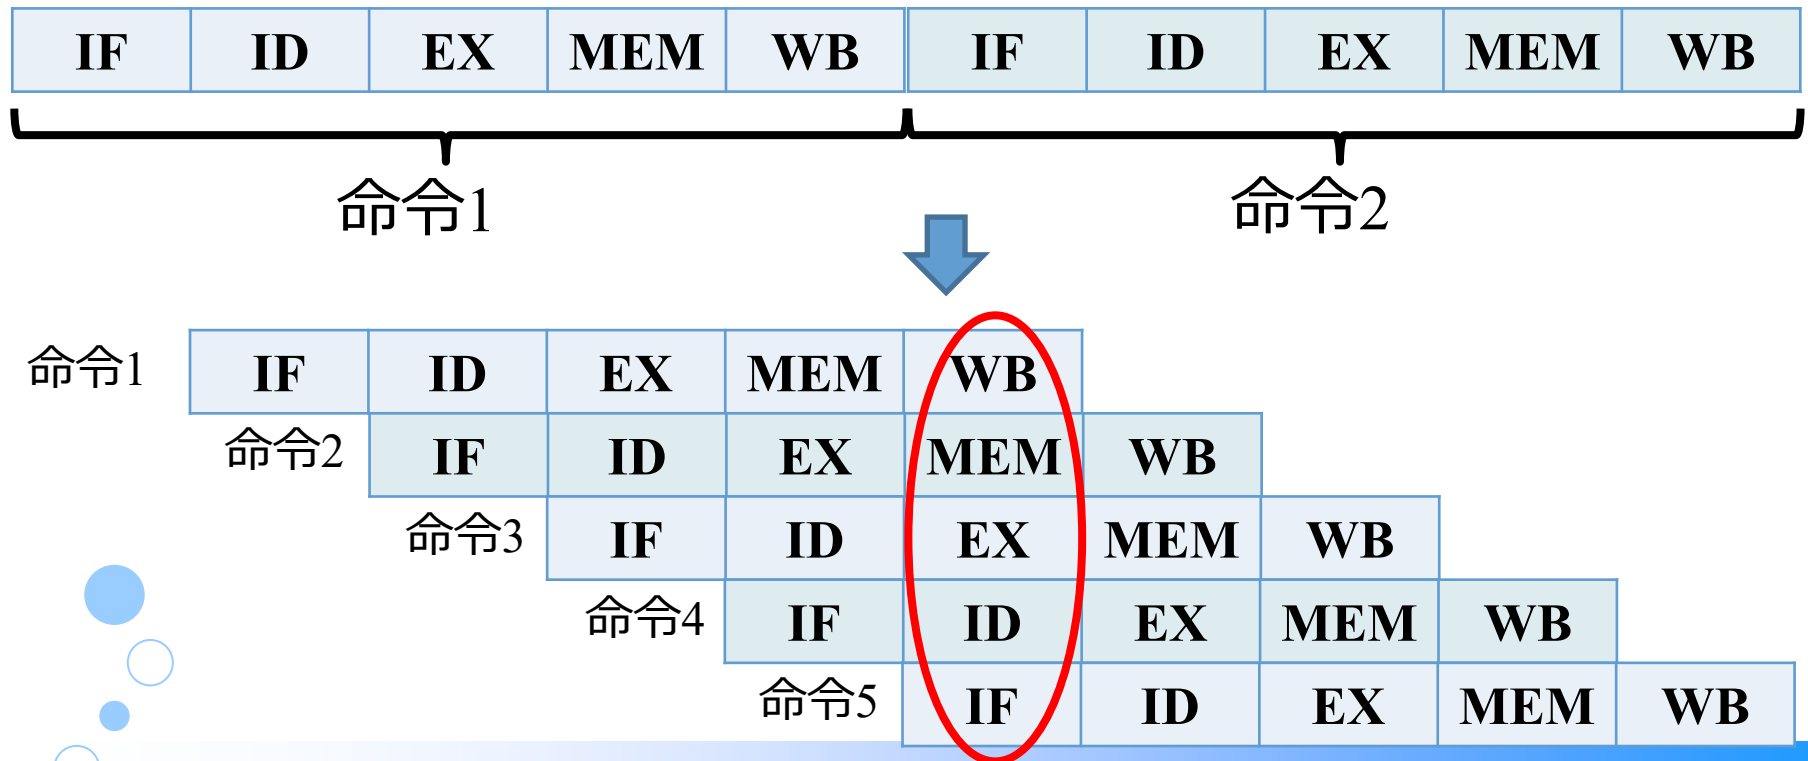 IF ID EX MEM WB IF ID EX MEM WB
命令1 命令2
命令1 IF ID EX MEM WB
命令2 IF ID EX MEM WB
命令3 IF ID EX MEM WB
命令4 IF ID EX MEM WB
命令5 IF ID EX MEM WB